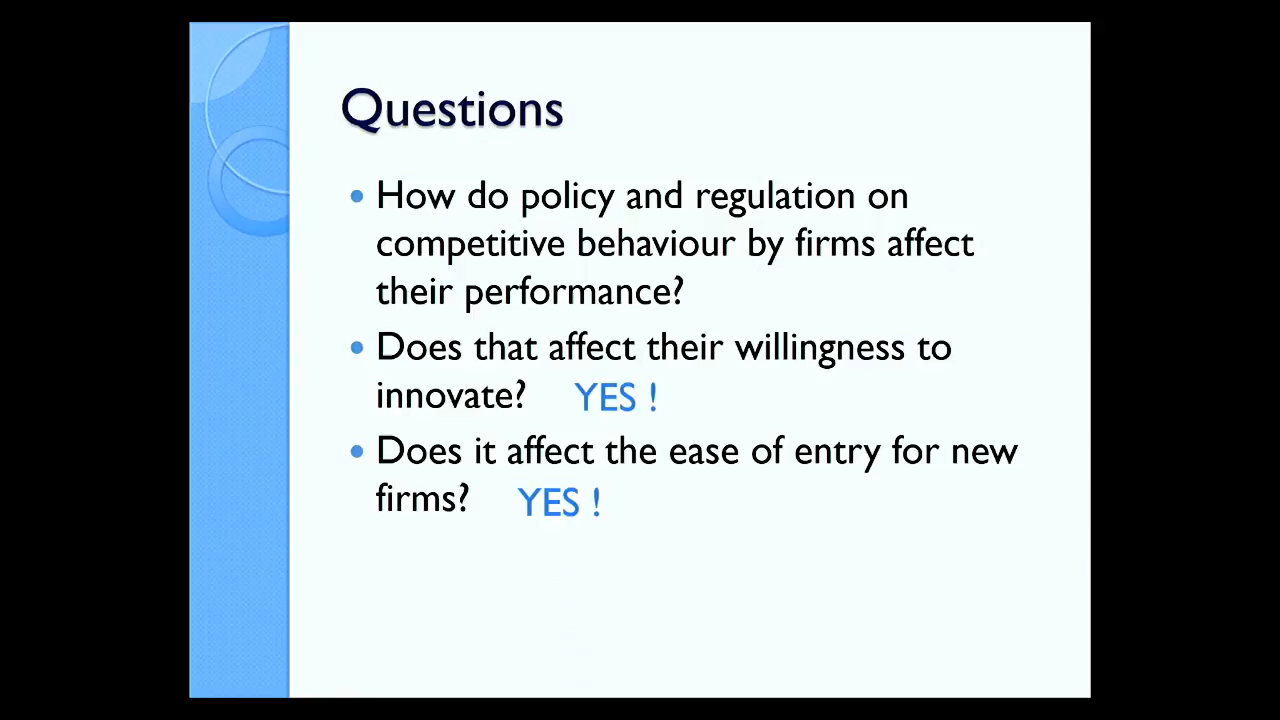 Questions
• How do policy and regulation on
competitive behaviour by firms affect
their performance?
• Does that affect their willingness to
innovate? YES !
• Does it affect the ease of entry for new
firms? YES !